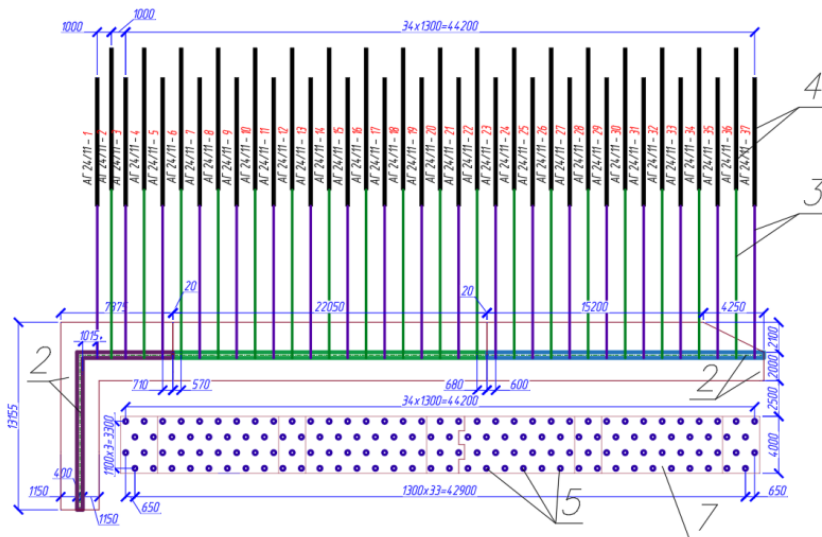 1000
1000
34х1300=44200
АГ 24/11 - 1
АГ 24/11 - 2
АГ 24/11 - 3
АГ 24/11 - 4
АГ 24/11 - 5
АГ 24/11 - 6
АГ 24/11 - 7
АГ 24/11 - 8
АГ 24/11 - 9
АГ 24/11 - 10
АГ 24/11 - 11
АГ 24/11 - 12
АГ 24/11 - 13
АГ 24/11 - 14
АГ 24/11 - 15
АГ 24/11 - 16
АГ 24/11 - 17
АГ 24/11 - 18
АГ 24/11 - 19
АГ 24/11 - 20
АГ 24/11 - 21
АГ 24/11 - 22
АГ 24/11 - 23
АГ 24/11 - 24
АГ 24/11 - 25
АГ 24/11 - 26
АГ 24/11 - 27
АГ 24/11 - 28
АГ 24/11 - 29
АГ 24/11 - 30
АГ 24/11 - 31
АГ 24/11 - 32
АГ 24/11 - 33
АГ 24/11 - 34
АГ 24/11 - 35
АГ 24/11 - 36
АГ 24/11 - 37
4
3
7875
20
22050
20
15200
4250
1015
2
13155
710
570
680
600
2
2100
2000
2500
4000
34х1300=44200
1100х3=3300
400
1150
1150
650
1300х33=42900
650
5
7